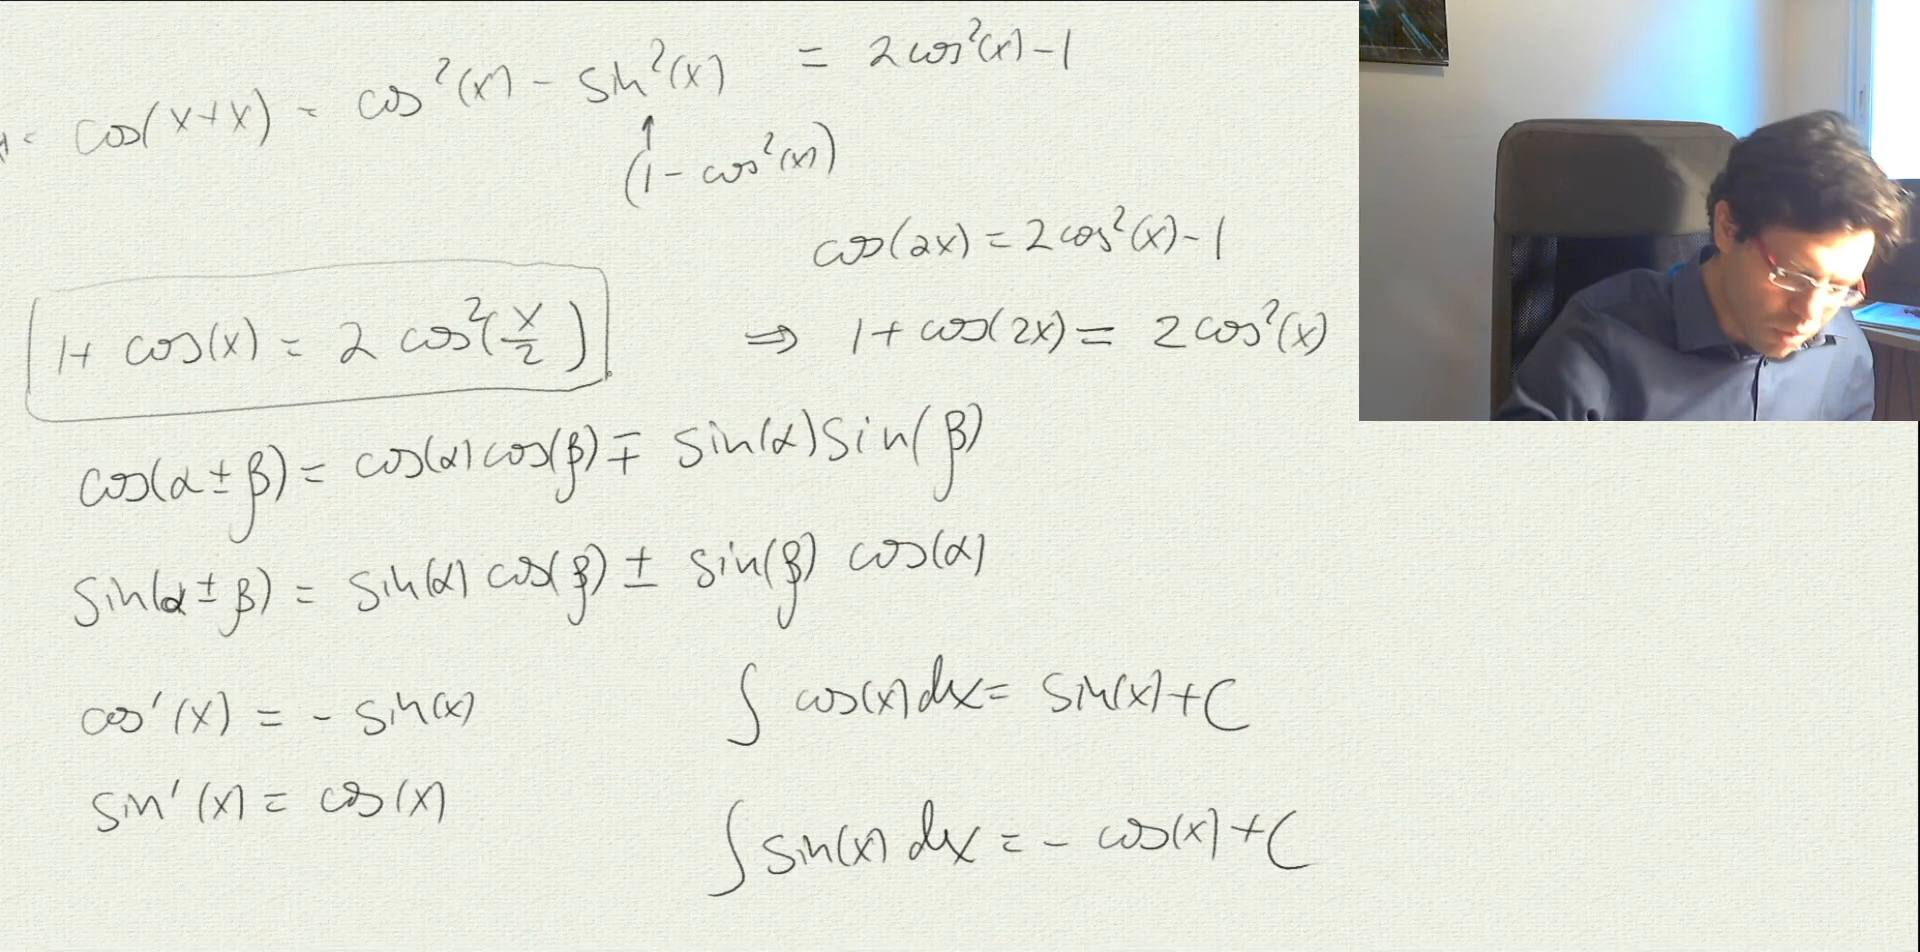 = cos(x+x) = cos²(x) - sin²(x) = 2cos²(x)-1
(1 - cos²(x))
cos(2x) = 2cos²(x)-1
1+ cos(x) = 2 cos²(x/2)
⇒ 1+cos(2x) = 2cos²(x)
cos(α±β) = cos(α)cos(β) ∓ sin(α)sin(β)
sin(α±β) = sin(α)cos(β) ± sin(β) cos(α)
cos'(x) = - sin(x)
∫ cos(x)dx = sin(x)+C
sin'(x) = cos(x)
∫ sin(x) dx = - cos(x)+C